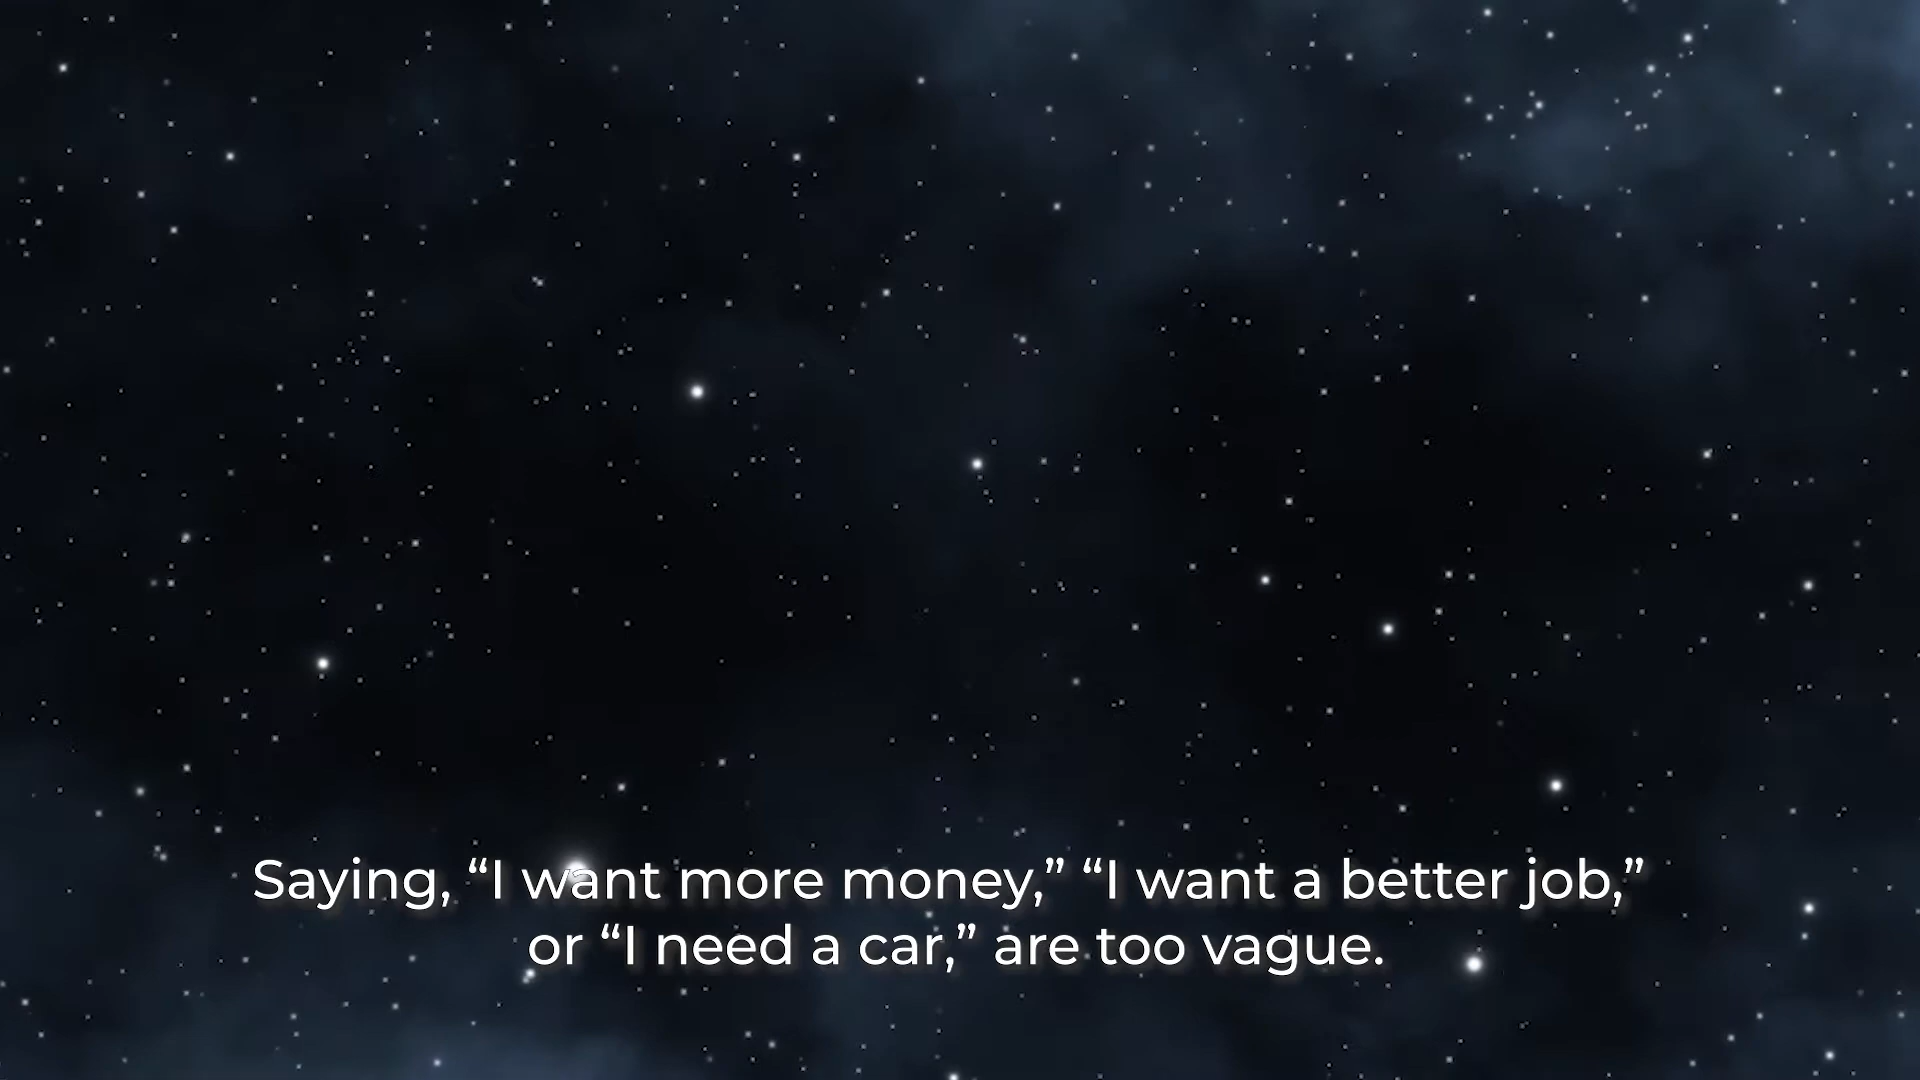 Saying, “I want more money,” “I want a better job,”
or “I need a car,” are too vague.